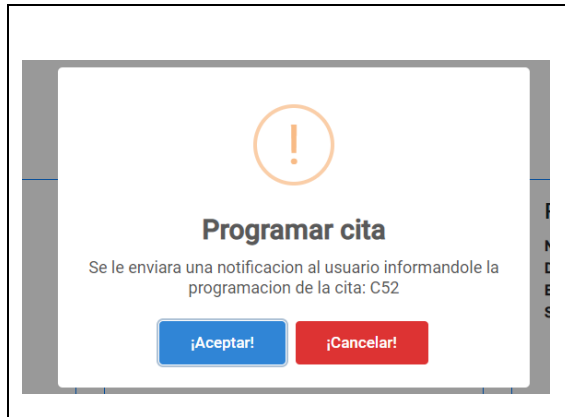 !
Programar cita
Se le enviara una notificacion al usuario informandole la
programacion de la cita: C52
¡Aceptar!
¡Cancelar!